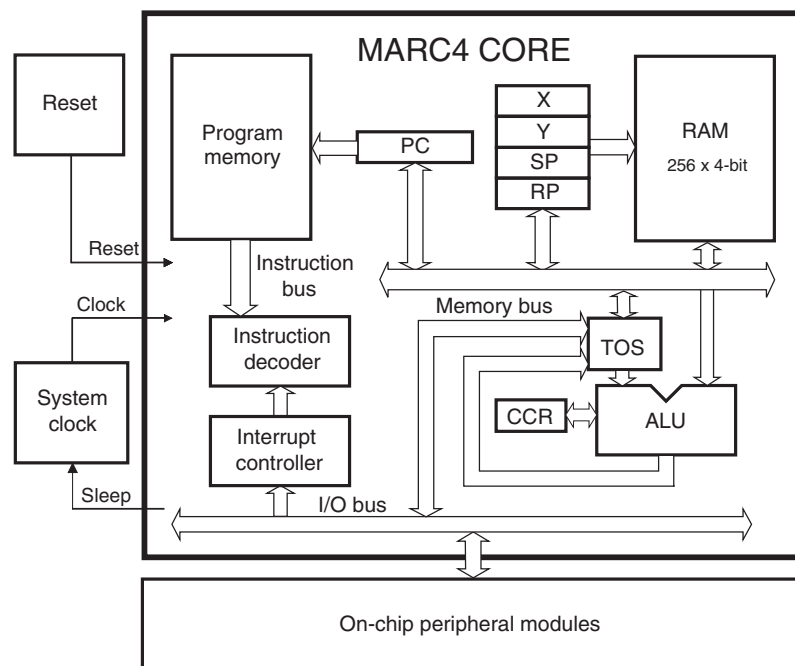 MARC4 CORE
Reset
Program
memory
PC
X
Y
SP
RP
RAM
256 x 4-bit
Reset
Instruction
bus
Clock
Memory bus
Instruction
decoder
TOS
System
clock
CCR
ALU
Interrupt
controller
Sleep
I/O bus
On-chip peripheral modules